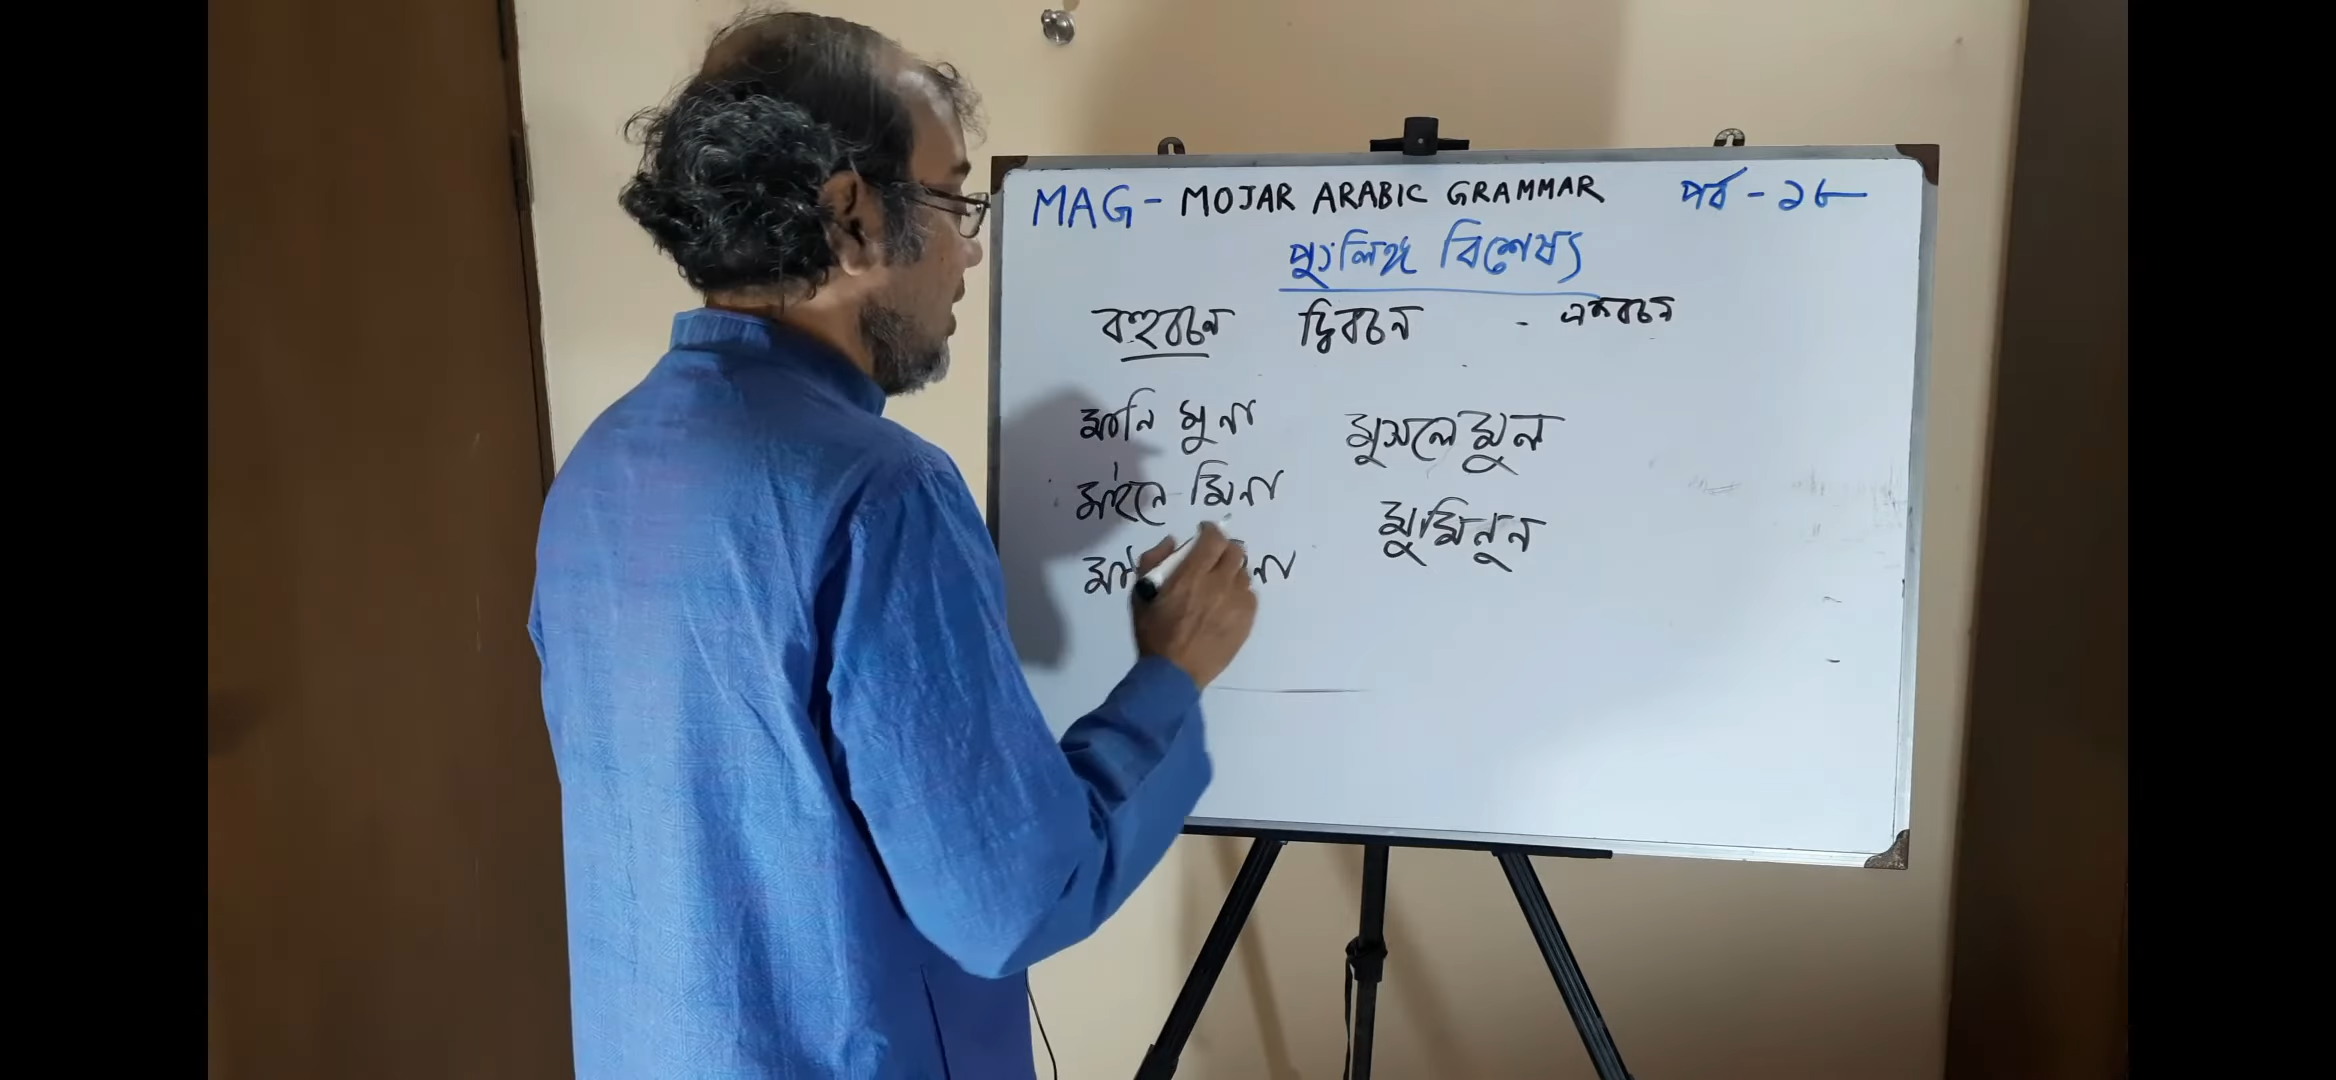 MAG - MOJAR ARABIC GRAMMAR পর্ব - ১৮
পুংলিঙ্গ বিশেষ্য
বহুবচন দ্বিবচন - একবচন
মুনা মুসলেমুন
মিনা মুমিনুন